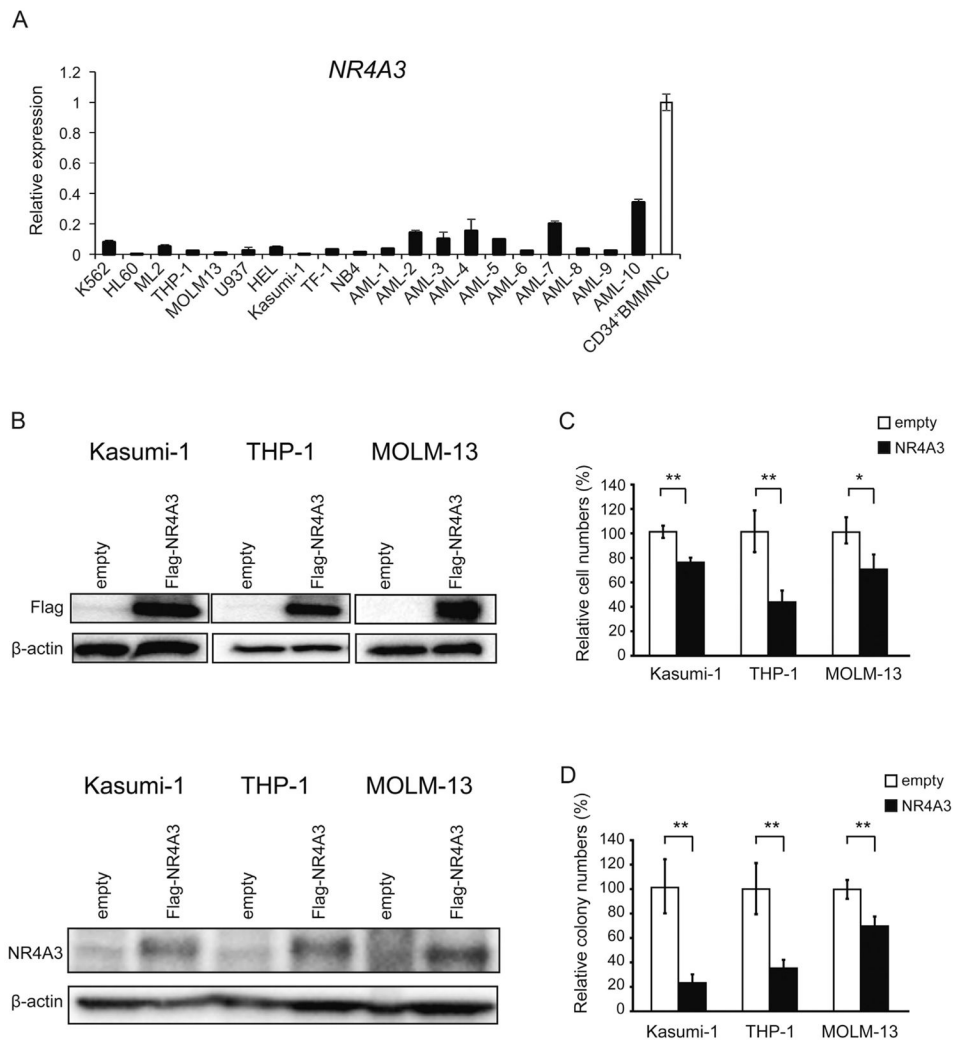 A
NR4A3
Relative expression
1.2
1
0.8
0.6
0.4
0.2
0
K562
HL60
ML2
THP-1
MOLM13
U937
HEL
Kasumi-1
TF-1
NB4
AML-1
AML-2
AML-3
AML-4
AML-5
AML-6
AML-7
AML-8
AML-9
AML-10
CD34+BMMNC
B
Kasumi-1 THP-1 MOLM-13
empty Flag-NR4A3 empty Flag-NR4A3 empty Flag-NR4A3
Flag
β-actin
Kasumi-1 THP-1 MOLM-13
empty Flag-NR4A3 empty Flag-NR4A3 empty Flag-NR4A3
NR4A3
β-actin
C
empty
NR4A3
Relative cell numbers (%)
140
120
100
80
60
40
20
0
** ** *
Kasumi-1 THP-1 MOLM-13
D
empty
NR4A3
Relative colony numbers (%)
140
120
100
80
60
40
20
0
** ** **
Kasumi-1 THP-1 MOLM-13